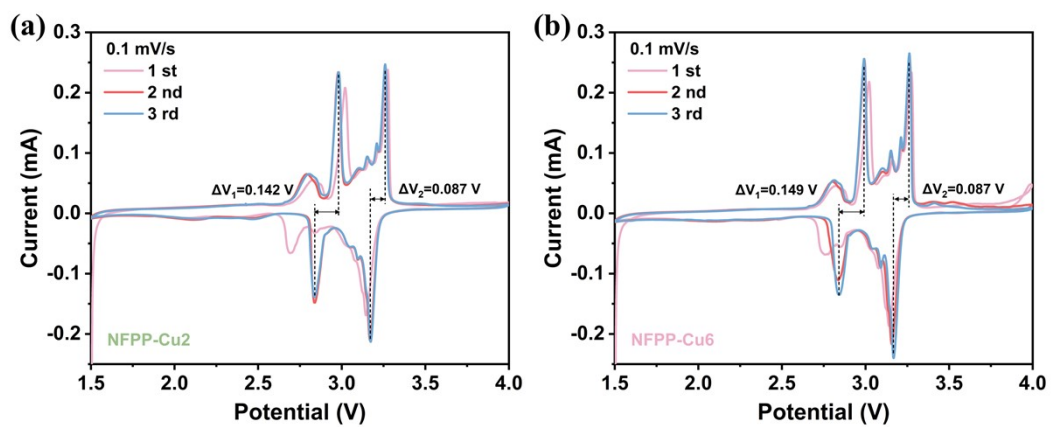 (a)
0.1 mV/s
1 st
2 nd
3 rd
ΔV₁=0.142 V
ΔV₂=0.087 V
NFPP-Cu2
Current (mA)
0.3
0.2
0.1
0.0
-0.1
-0.2
1.5
2.0
2.5
3.0
3.5
4.0
Potential (V)
(b)
0.1 mV/s
1 st
2 nd
3 rd
ΔV₁=0.149 V
ΔV₂=0.087 V
NFPP-Cu6
Current (mA)
0.3
0.2
0.1
0.0
-0.1
-0.2
1.5
2.0
2.5
3.0
3.5
4.0
Potential (V)